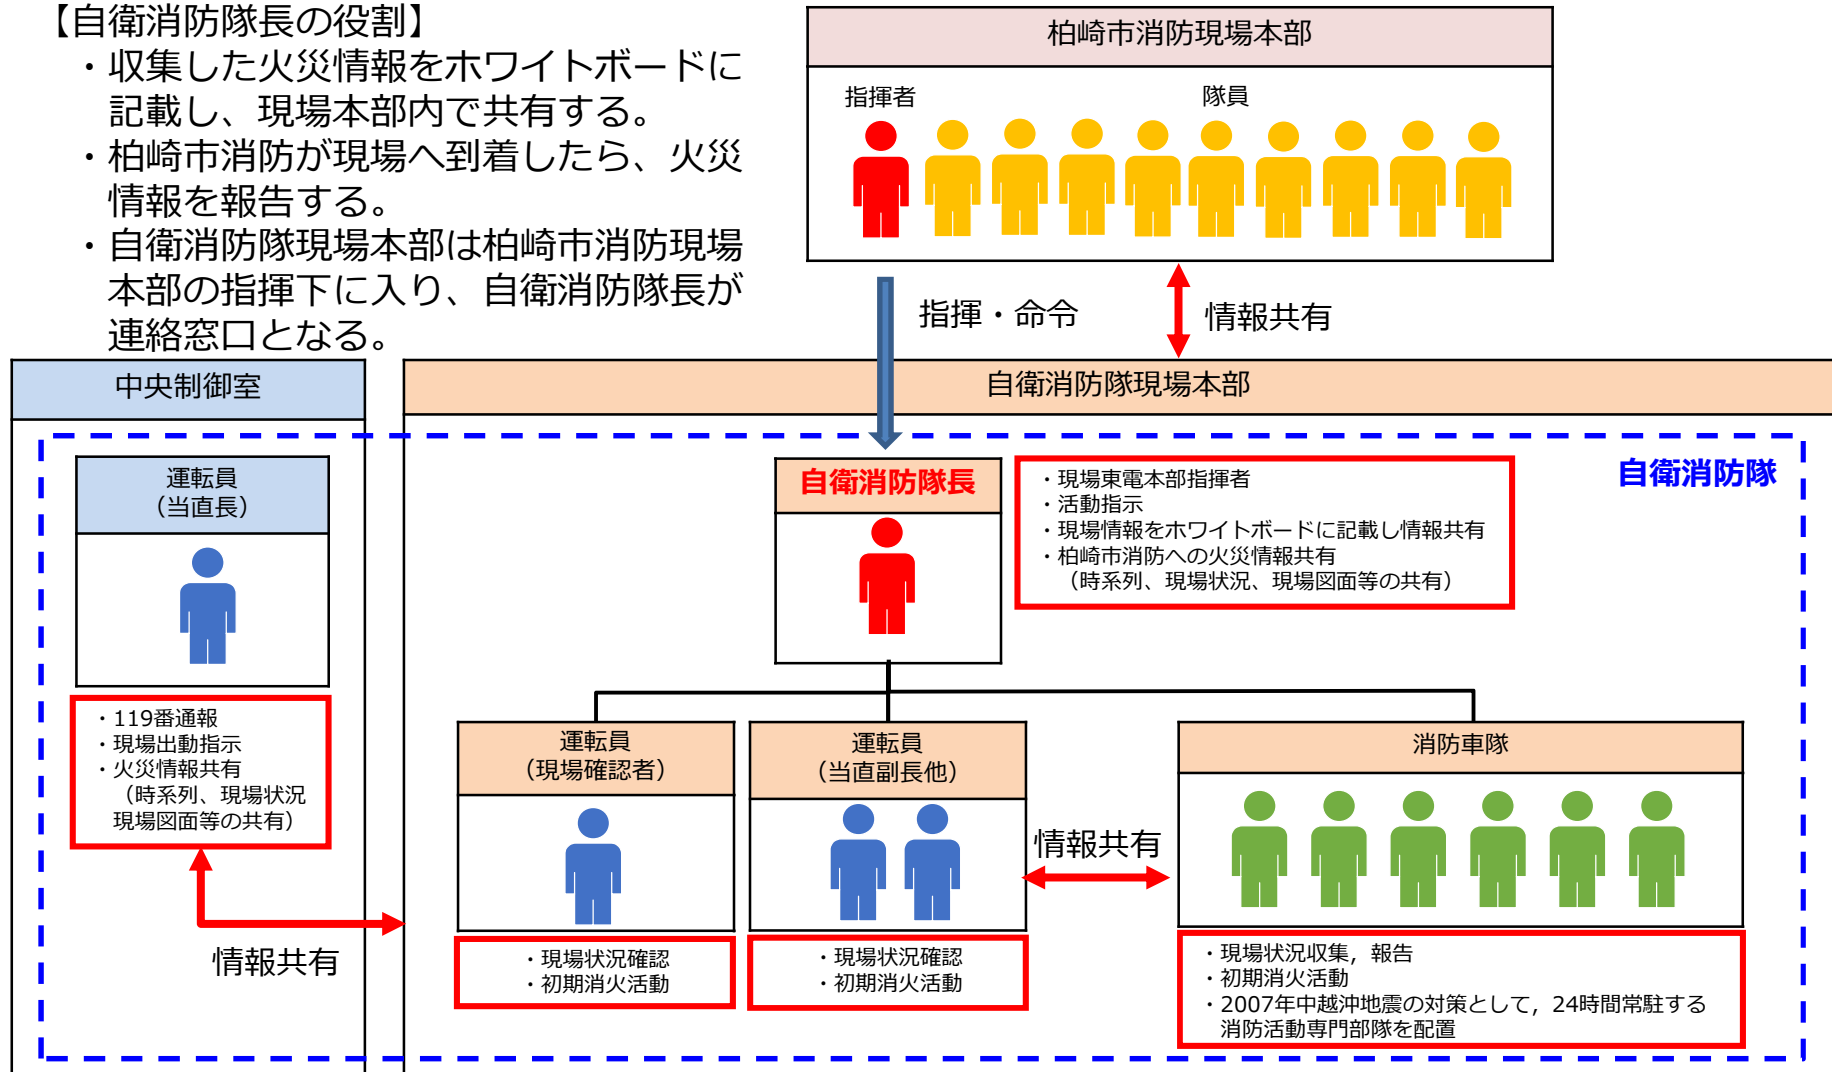 【自衛消防隊長の役割】
・収集した火災情報をホワイトボードに
記載し、現場本部内で共有する。
・柏崎市消防が現場へ到着したら、火災
情報を報告する。
・自衛消防隊現場本部は柏崎市消防現場
本部の指揮下に入り、自衛消防隊長が
連絡窓口となる。
柏崎市消防現場本部
指揮者
隊員
指揮・命令
情報共有
中央制御室
自衛消防隊現場本部
自衛消防隊
運転員
（当直長）
・119番通報
・現場出動指示
・火災情報共有
（時系列、現場状況
現場図面等の共有）
情報共有
自衛消防隊長
・現場東電本部指揮者
・活動指示
・現場情報をホワイトボードに記載し情報共有
・柏崎市消防への火災情報共有
（時系列、現場状況、現場図面等の共有）
運転員
（現場確認者）
・現場状況確認
・初期消火活動
運転員
（当直副長他）
・現場状況確認
・初期消火活動
情報共有
消防車隊
・現場状況収集，報告
・初期消火活動
・2007年中越沖地震の対策として，24時間常駐する
消防活動専門部隊を配置